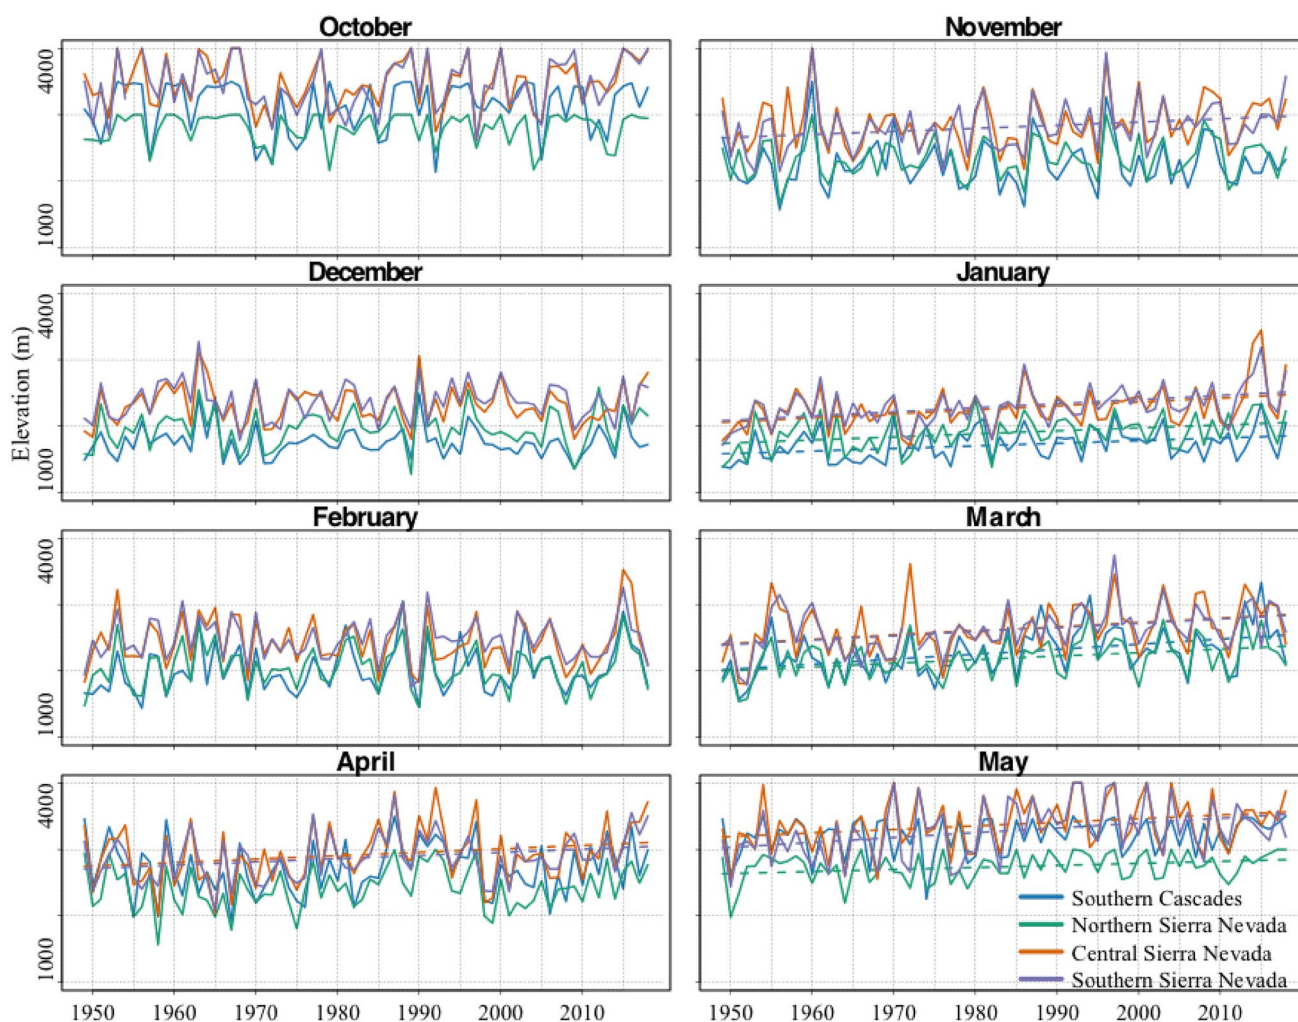 October
November
4000
1000
December
January
Elevation (m)
4000
1000
February
March
4000
1000
April
May
4000
1000
Southern Cascades
Northern Sierra Nevada
Central Sierra Nevada
Southern Sierra Nevada
1950 1960 1970 1980 1990 2000 2010
1950 1960 1970 1980 1990 2000 2010